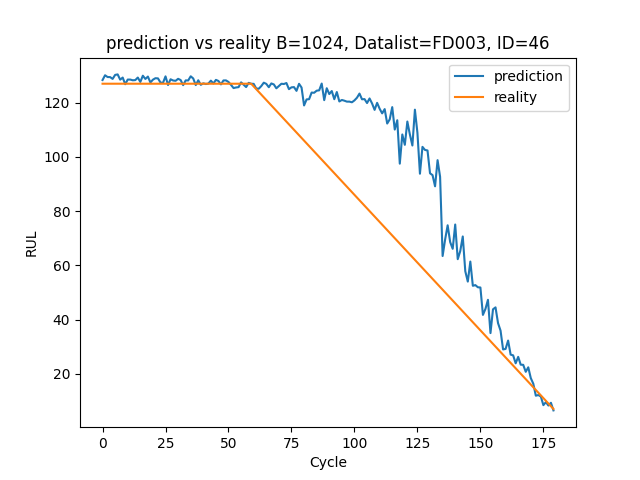 prediction vs reality B=1024, Datalist=FD003, ID=46
prediction
reality
RUL
120
100
80
60
40
20
0 25 50 75 100 125 150 175
Cycle